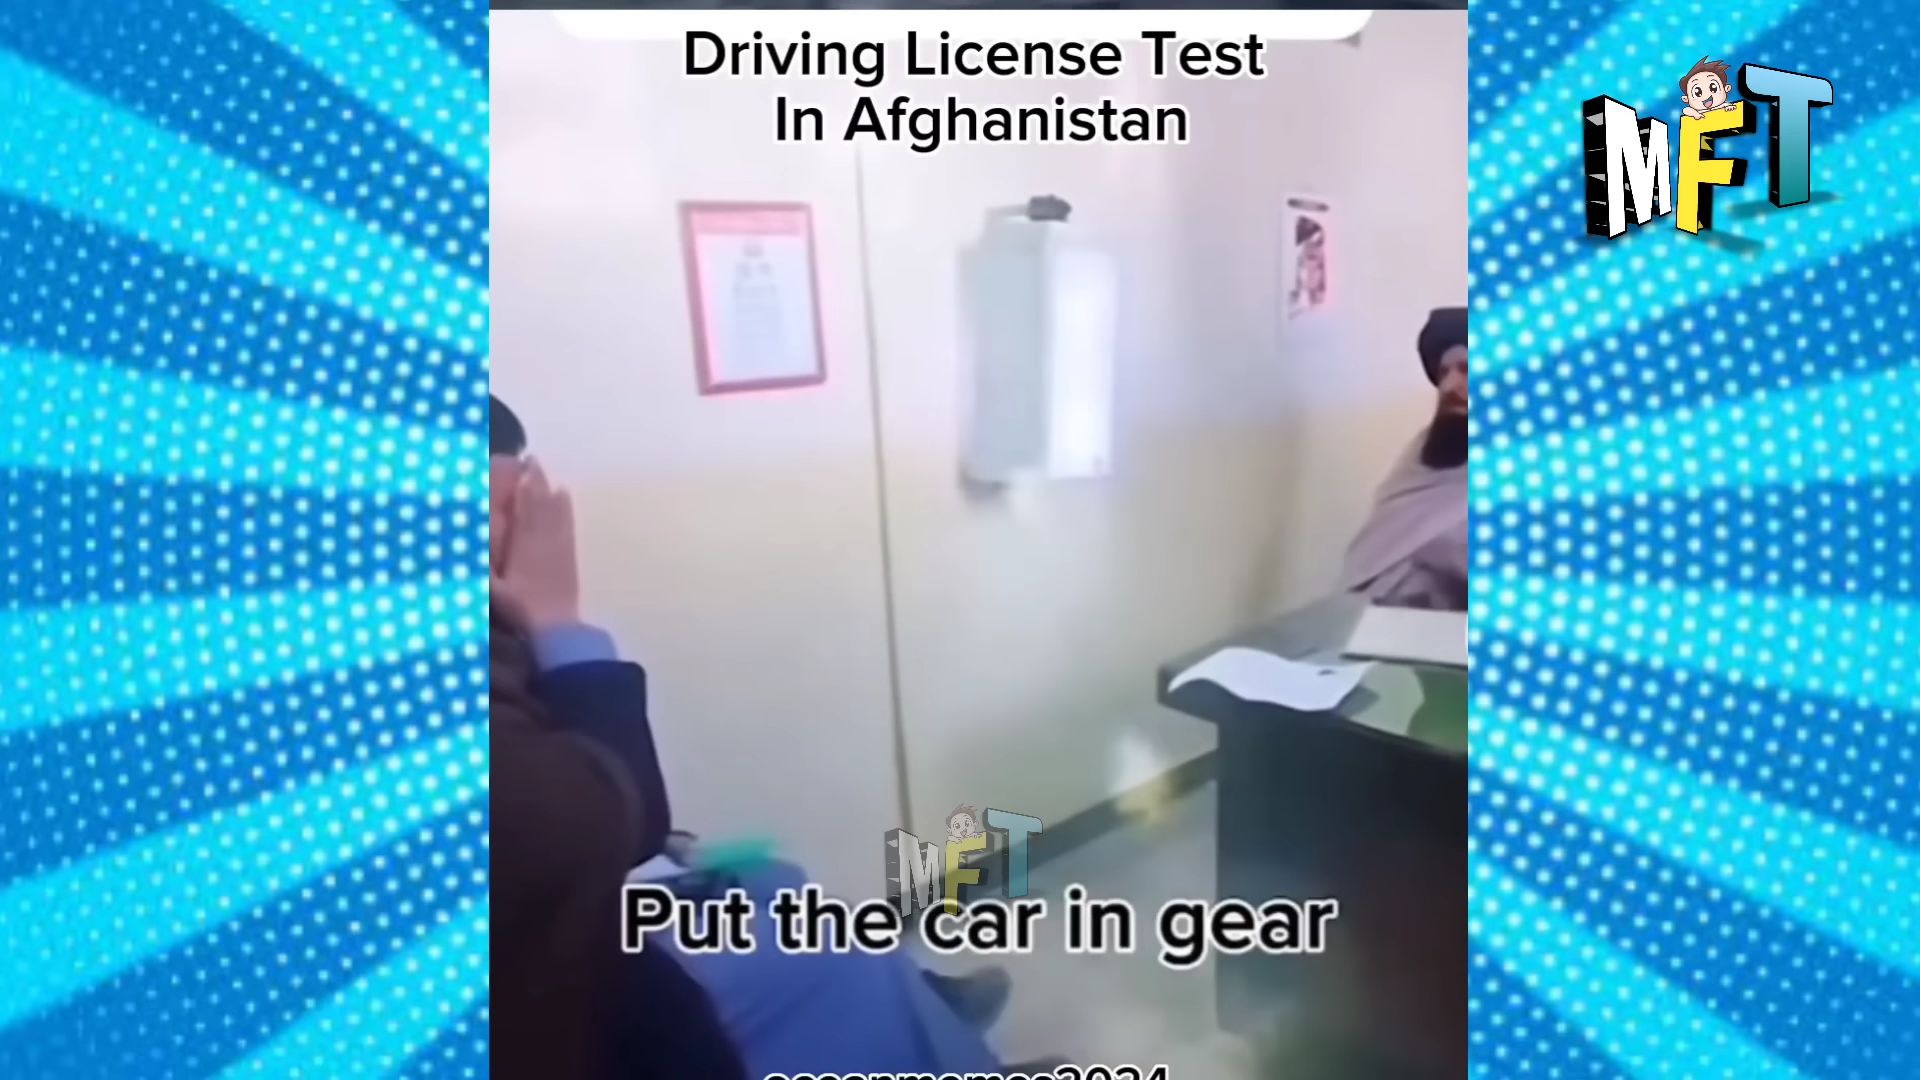 Driving License Test
In Afghanistan
MFT
MFT
Put the car in gear